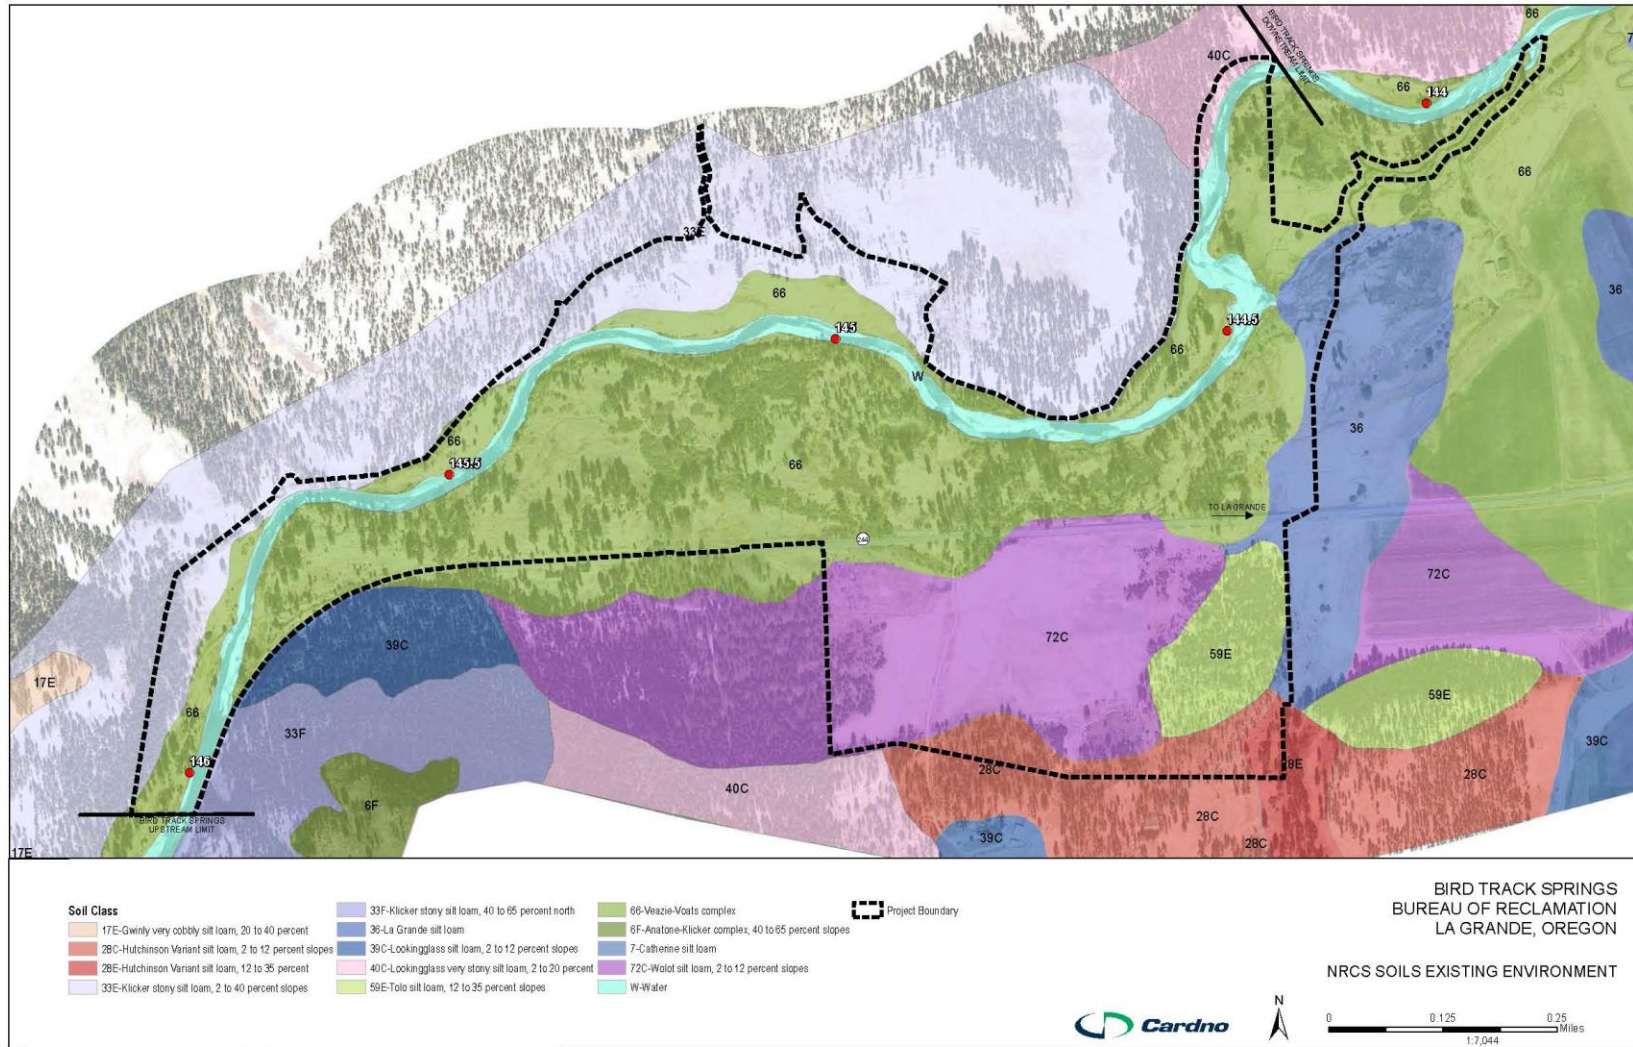 66
7
BIRD TRACK SPRINGS
DOWNSTREAM LIMIT
40C
66
144
66
33E
66
36
145
144.5
66
W
36
66
145.5
66
TO LA GRANDE
244
72C
39C
72C
59E
17E
59E
66
33F
146
28C
28E
28C
39C
40C
6F
28C
BIRD TRACK SPRINGS
UPSTREAM LIMIT
39C
28C
17E
Soil Class
17E-Gwinly very cobbly silt loam, 20 to 40 percent
28C-Hutchinson Variant silt loam, 2 to 12 percent slopes
28E-Hutchinson Variant silt loam, 12 to 35 percent
33E-Klicker stony silt loam, 2 to 40 percent slopes
33F-Klicker stony silt loam, 40 to 65 percent north
36-La Grande silt loam
39C-Lookingglass silt loam, 2 to 12 percent slopes
40C-Lookingglass very stony silt loam, 2 to 20 percent
59E-Tolo silt loam, 12 to 35 percent slopes
66-Veazie-Voats complex
6F-Anatone-Klicker complex, 40 to 65 percent slopes
7-Catherine silt loam
72C-Wolot silt loam, 2 to 12 percent slopes
W-Water
Project Boundary
BIRD TRACK SPRINGS
BUREAU OF RECLAMATION
LA GRANDE, OREGON
NRCS SOILS EXISTING ENVIRONMENT
Cardno
N
0 0.125 0.25
Miles
1:7,044